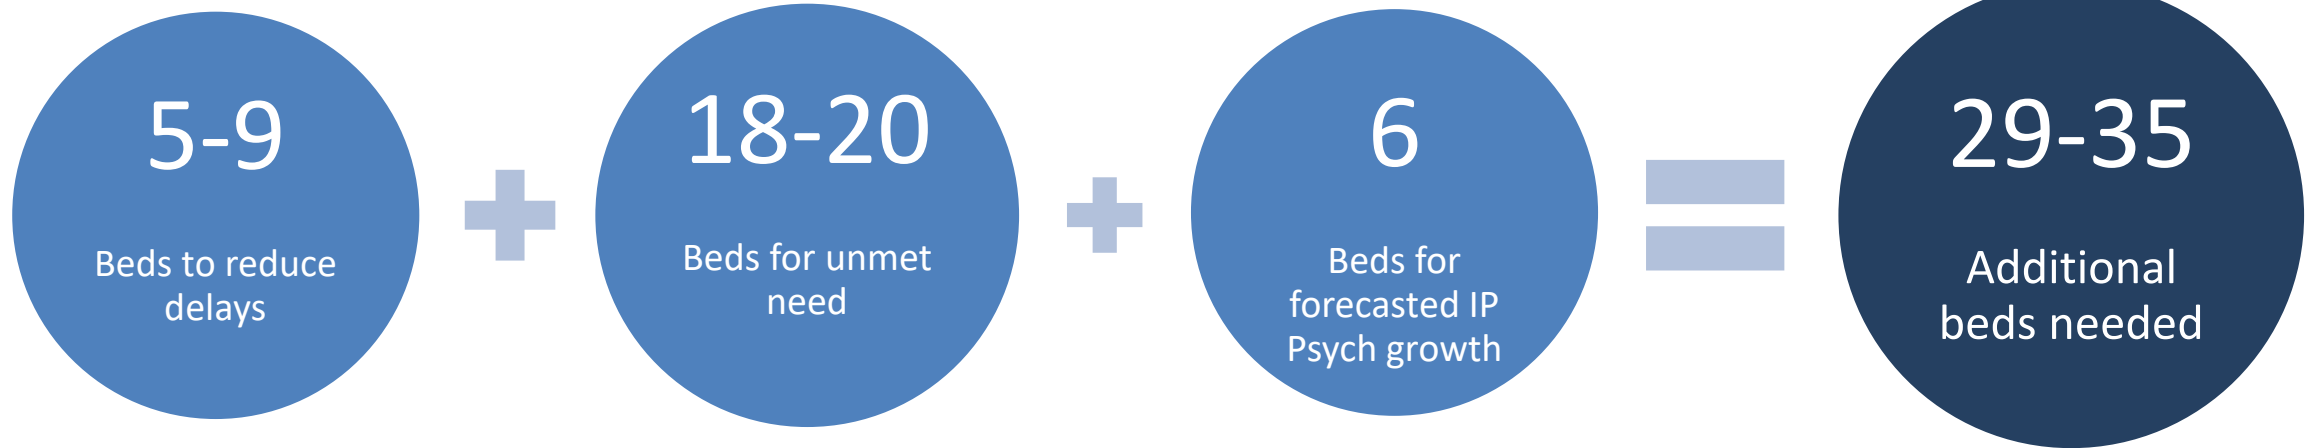 5-9
Beds to reduce
delays
18-20
Beds for unmet
need
6
Beds for
forecasted IP
Psych growth
29-35
Additional
beds needed